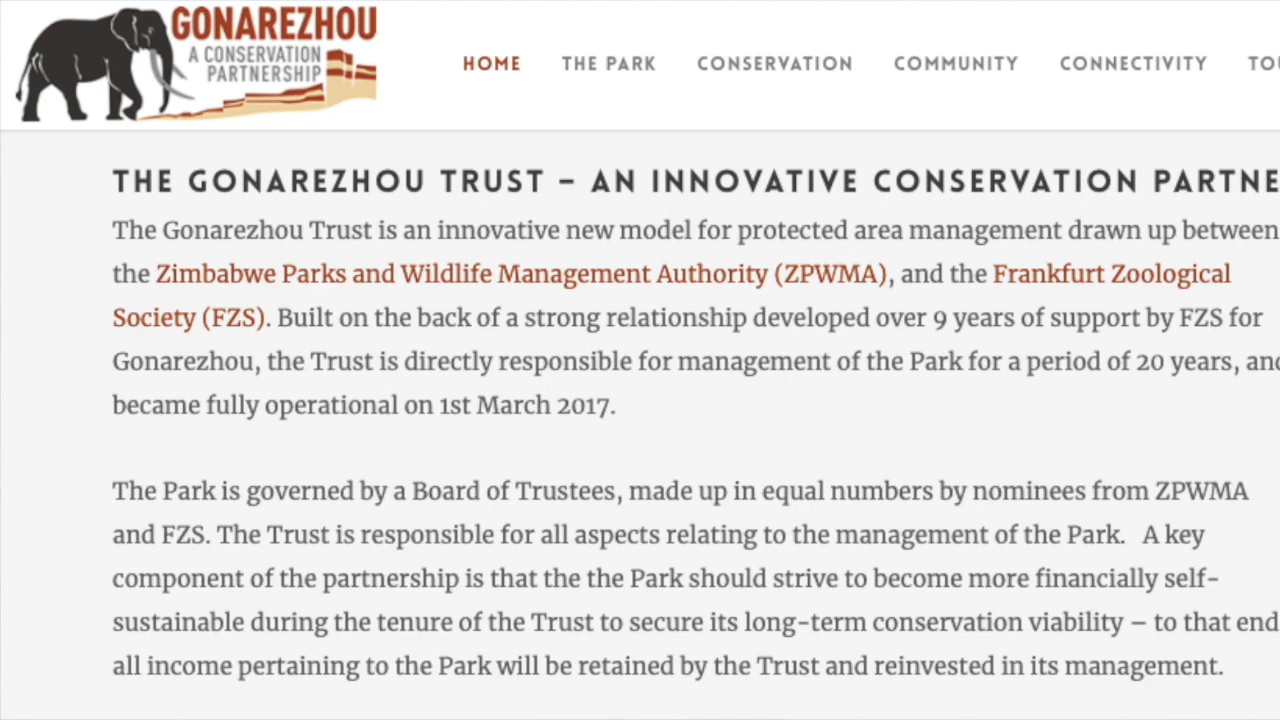 GONAREZHOU
A CONSERVATION
PARTNERSHIP
HOME THE PARK CONSERVATION COMMUNITY CONNECTIVITY TOU
THE GONAREZHOU TRUST – AN INNOVATIVE CONSERVATION PARTNE
The Gonarezhou Trust is an innovative new model for protected area management drawn up between
the Zimbabwe Parks and Wildlife Management Authority (ZPWMA), and the Frankfurt Zoological
Society (FZS). Built on the back of a strong relationship developed over 9 years of support by FZS for
Gonarezhou, the Trust is directly responsible for management of the Park for a period of 20 years, and
became fully operational on 1st March 2017.
The Park is governed by a Board of Trustees, made up in equal numbers by nominees from ZPWMA
and FZS. The Trust is responsible for all aspects relating to the management of the Park. A key
component of the partnership is that the the Park should strive to become more financially self-
sustainable during the tenure of the Trust to secure its long-term conservation viability – to that end
all income pertaining to the Park will be retained by the Trust and reinvested in its management.